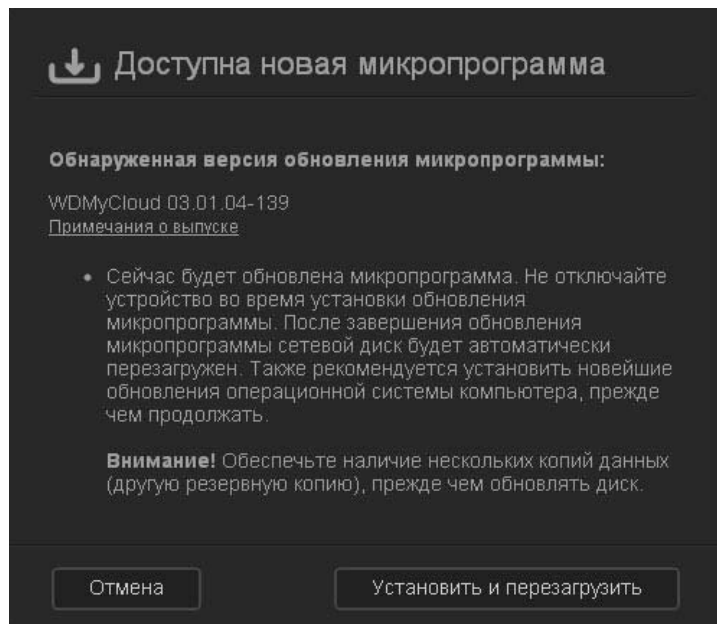 Доступна новая микропрограмма
Обнаруженная версия обновления микропрограммы:
WDMyCloud 03.01.04-139
Примечания о выпуске
• Сейчас будет обновлена микропрограмма. Не отключайте
устройство во время установки обновления
микропрограммы. После завершения обновления
микропрограммы сетевой диск будет автоматически
перезагружен. Также рекомендуется установить новейшие
обновления операционной системы компьютера, прежде
чем продолжать.
Внимание! Обеспечьте наличие нескольких копий данных
(другую резервную копию), прежде чем обновлять диск.
Отмена
Установить и перезагрузить